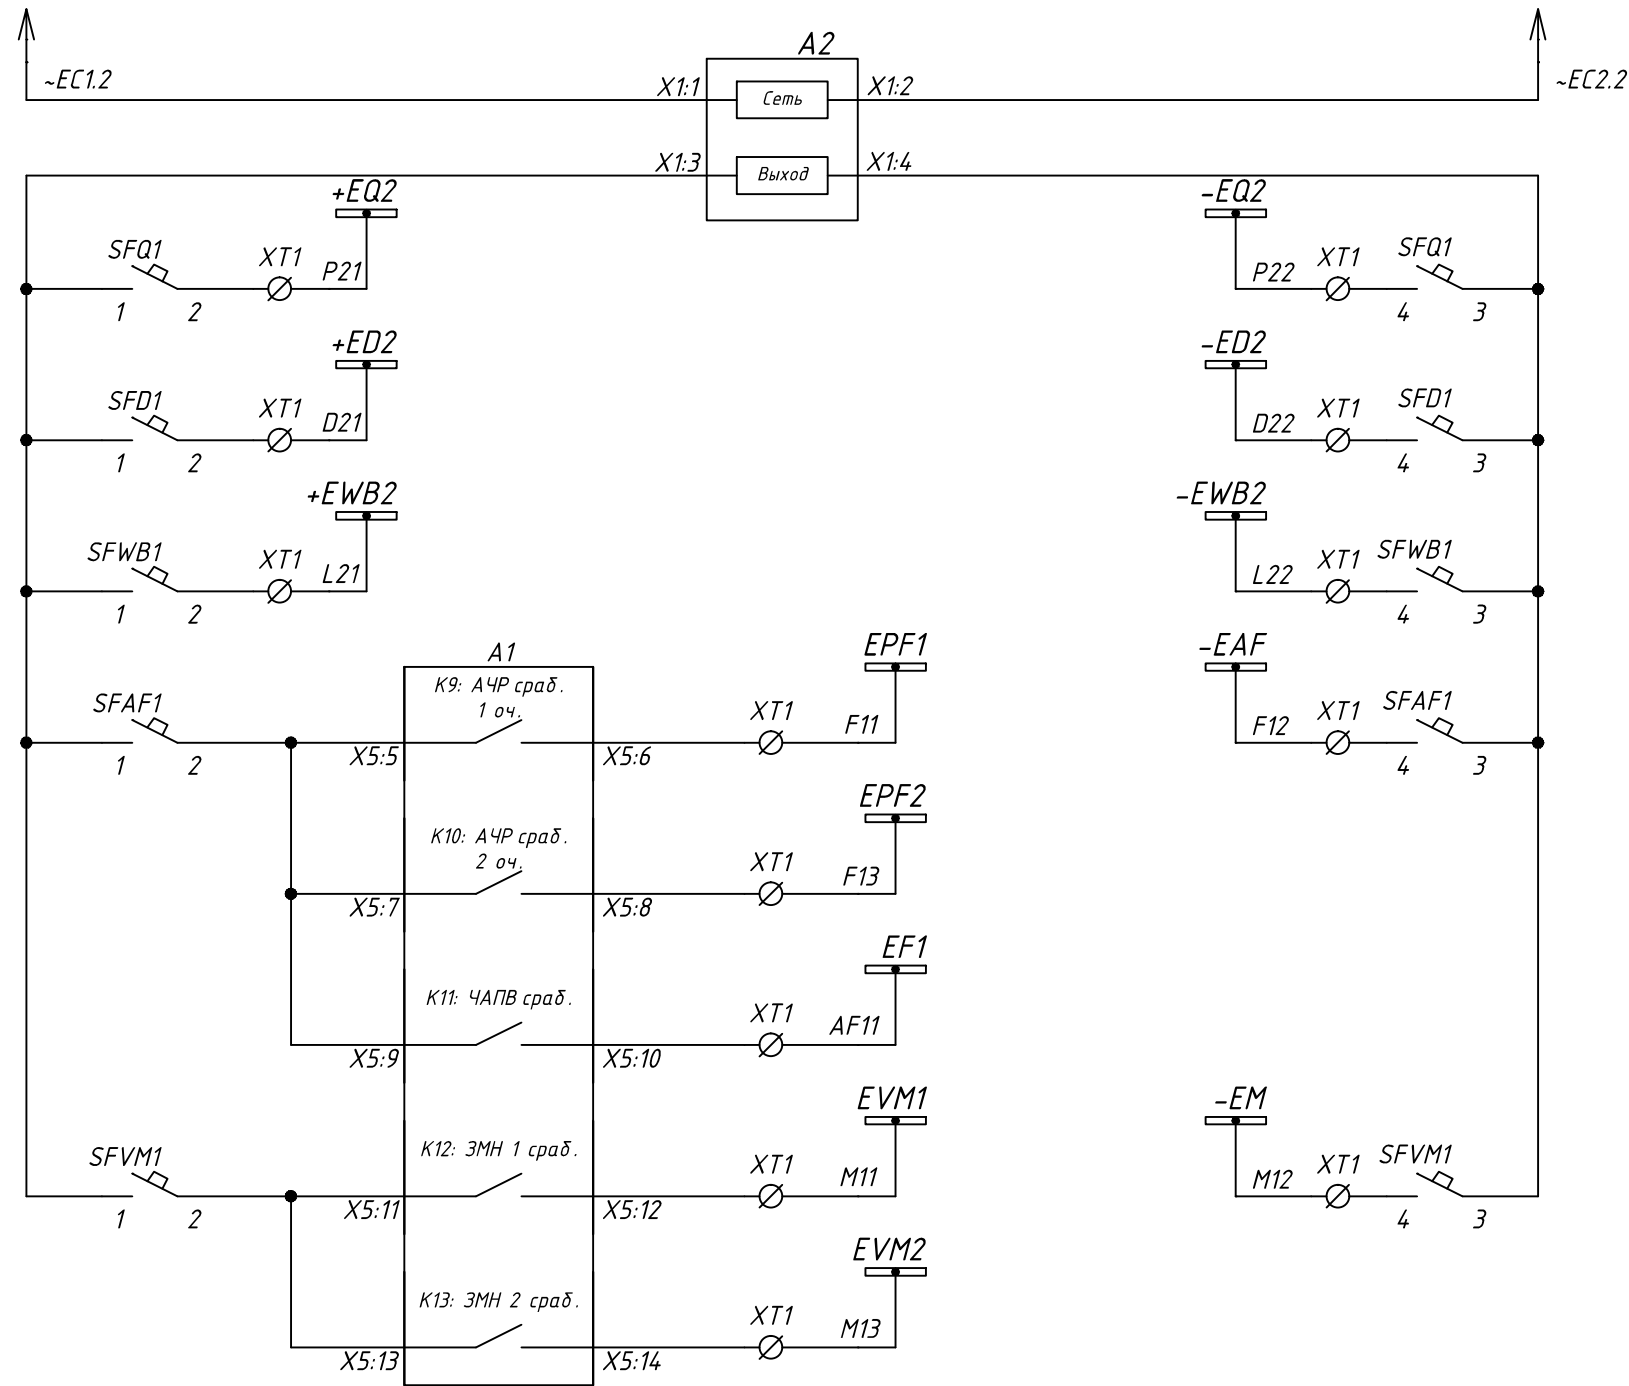 A2
~EC1.2
X1:1
Сеть
X1:2
~EC2.2
X1:3
Выход
X1:4
+EQ2
-EQ2
SFQ1
XT1
P21
P22
XT1
SFQ1
1
2
4
3
+ED2
-ED2
SFD1
XT1
D21
D22
XT1
SFD1
1
2
4
3
+EWB2
-EWB2
SFWB1
XT1
L21
L22
XT1
SFWB1
1
2
4
3
A1
EPF1
-EAF
SFAF1
К9: АЧР сраб.
1 оч.
XT1
F11
F12
XT1
SFAF1
1
2
X5:5
X5:6
4
3
EPF2
К10: АЧР сраб.
2 оч.
XT1
F13
X5:7
X5:8
EF1
К11: ЧАПВ сраб.
XT1
AF11
X5:9
X5:10
EVM1
-EM
SFVM1
К12: ЗМН 1 сраб.
XT1
M11
M12
XT1
SFVM1
1
2
X5:11
X5:12
4
3
EVM2
К13: ЗМН 2 сраб.
XT1
M13
X5:13
X5:14